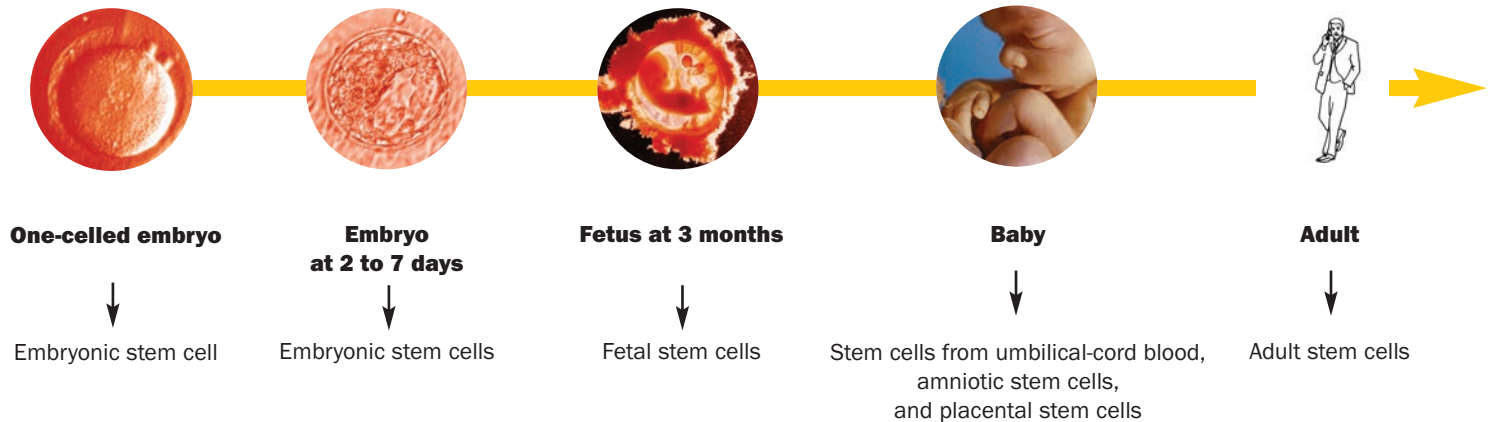 One-celled embryo
Embryo
at 2 to 7 days
Fetus at 3 months
Baby
Adult
Embryonic stem cell
Embryonic stem cells
Fetal stem cells
Stem cells from umbilical-cord blood,
amniotic stem cells,
and placental stem cells
Adult stem cells